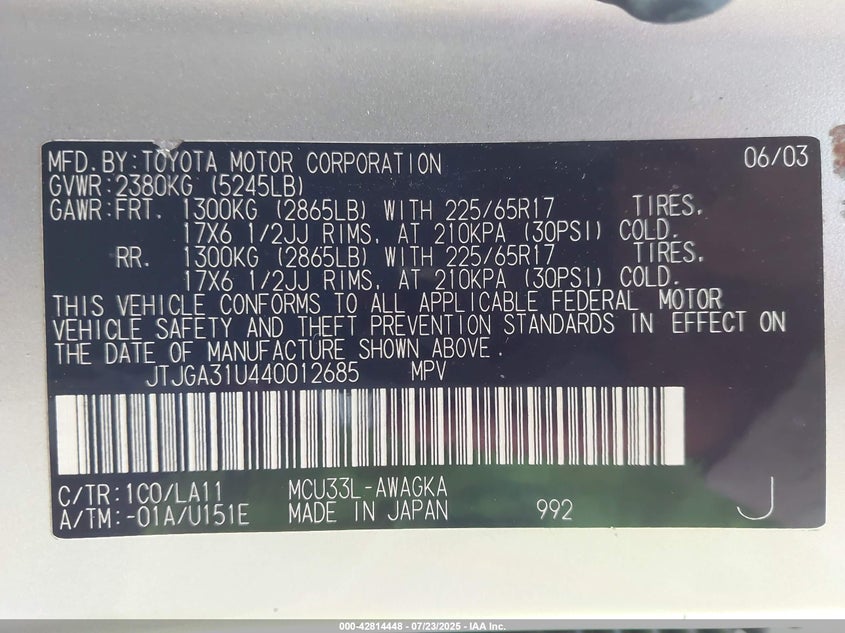 MFD.BY:TOYOTA MOTOR CORPORATION 06/03
GVWR:2380KG (5245LB)
GAWR:FRT. 1300KG (2865LB) WITH 225/65R17 TIRES.
17X6 1/2JJ RIMS. AT 210KPA (30PSI) COLD.
RR. 1300KG (2865LB) WITH 225/65R17 TIRES.
17X6 1/2JJ RIMS. AT 210KPA (30PSI) COLD.
THIS VEHICLE CONFORMS TO ALL APPLICABLE FEDERAL MOTOR
VEHICLE SAFETY AND THEFT PREVENTION STANDARDS IN EFFECT ON
THE DATE OF MANUFACTURE SHOWN ABOVE.
JTJGA31U440012685 MPV
C/TR:1C0/LA11 MCU33L-AWAGKA
A/TM:-01A/U151E MADE IN JAPAN 992 J
000-42814448 - 07/23/2025 - IAA Inc.